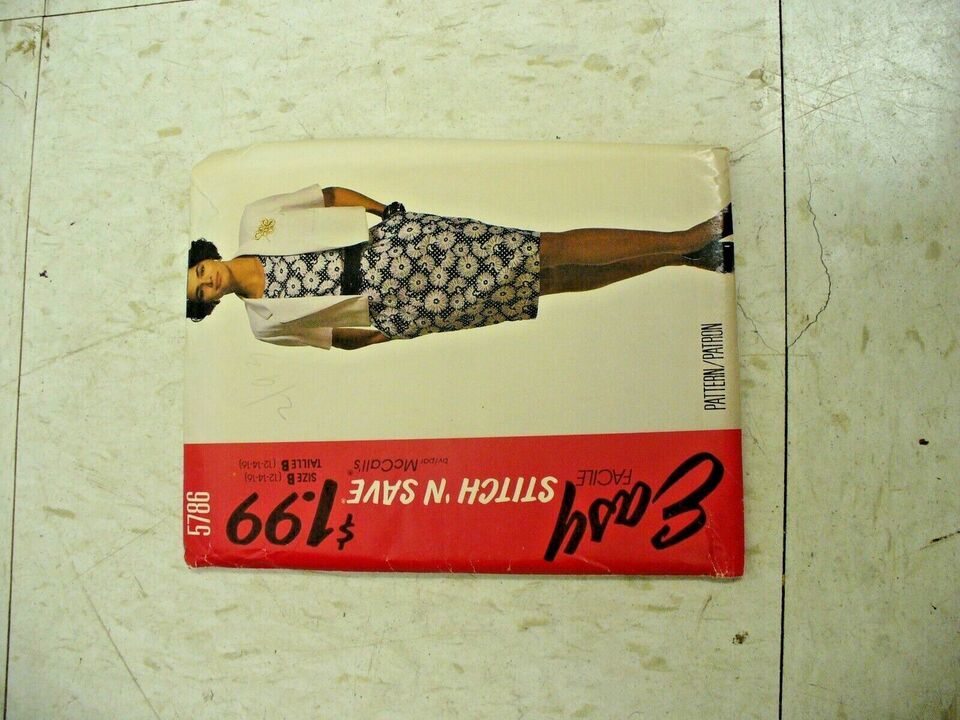 Easy
FACILE
STITCH 'N SAVE®
by/par McCall's®
$1.99
SIZE B (12-14-16)
TAILLE B (12-14-16)
5786
PATTERN/PATRON